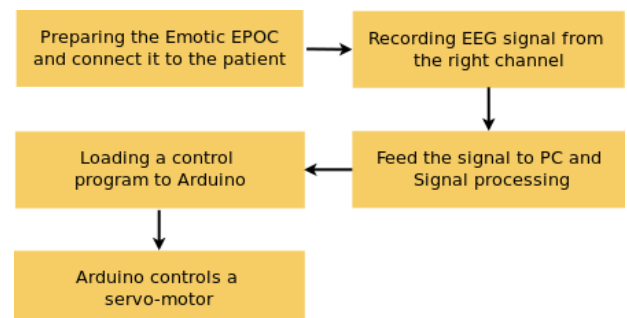 Preparing the Emotic EPOC
and connect it to the patient
Recording EEG signal from
the right channel
Feed the signal to PC and
Signal processing
Loading a control
program to Arduino
Arduino controls a
servo-motor